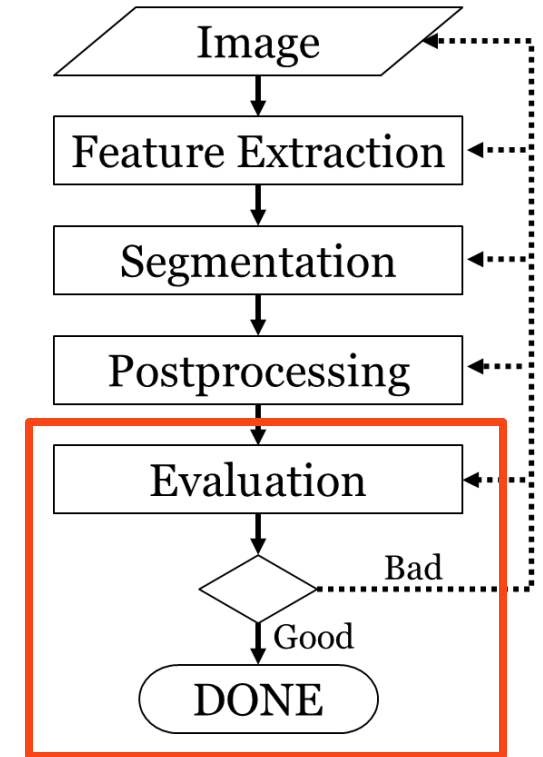 Image
Feature Extraction
Segmentation
Postprocessing
Evaluation
Bad
Good
DONE